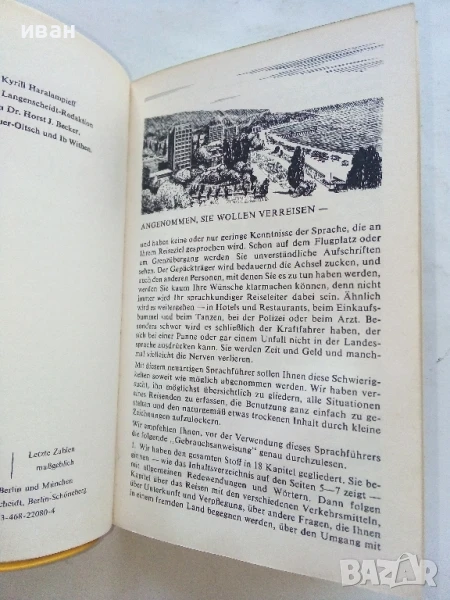 иван
Kyrill Haralampieff
Langenscheidt-Redaktion
Dr. Horst J. Becker,
uer-Oitsch und Ib Withen.
Letzte Zahlen
maßgeblich
Berlin und München
scheidt, Berlin-Schöneberg
3-468-22080-4
ANGENOMMEN, SIE WOLLEN VERREISEN —
und haben keine oder nur geringe Kenntnisse der Sprache, die an
Ihrem Reiseziel gesprochen wird. Schon auf dem Flugplatz oder
am Grenzübergang werden Sie unverständliche Aufschriften
sehen. Der Gepäckträger wird bedauernd die Achsel zucken, und
auch den anderen Personen, mit denen Sie es zu tun haben werden,
werden Sie kaum Ihre Wünsche klarmachen können, denn nicht
immer wird Ihr sprachkundiger Reiseleiter dabei sein. Ähnlich
wird es weitergehen — in Hotels und Restaurants, beim Einkaufs-
bummel und beim Tanzen, bei der Polizei oder beim Arzt. Beson-
ders schwer wird es schließlich der Kraftfahrer haben, der
sich bei einer Panne oder gar einem Unfall nicht in der Landes-
sprache ausdrücken kann. Sie werden Zeit und Geld und manch-
mal vielleicht die Nerven verlieren.
Mit diesem neuartigen Sprachführer sollen Ihnen diese Schwierig-
keiten soweit wie möglich abgenommen werden. Wir haben ver-
sucht, ihn möglichst übersichtlich zu gliedern, alle Situationen
des Reisenden zu erfassen, die Benutzung ganz einfach zu ge-
stalten und den naturgemäß etwas trockenen Inhalt durch kleine
Zeichnungen aufzulockern.
Wir empfehlen Ihnen, vor der Verwendung dieses Sprachführers
die folgende „Gebrauchsanweisung“ genau durchzulesen.
1. Wir haben den gesamten Stoff in 18 Kapitel gegliedert. Sie be-
ginnen — wie das Inhaltsverzeichnis auf den Seiten 5—7 zeigt —
mit allgemeinen Redewendungen und Wörtern. Dann folgen
Kapitel über das Reisen mit den verschiedenen Verkehrsmitteln,
über Unterkunft und Verpflegung, über andere Fragen, die Ihnen
in einem fremden Land begegnen werden, über den Umgang mit
BAZAR.BG